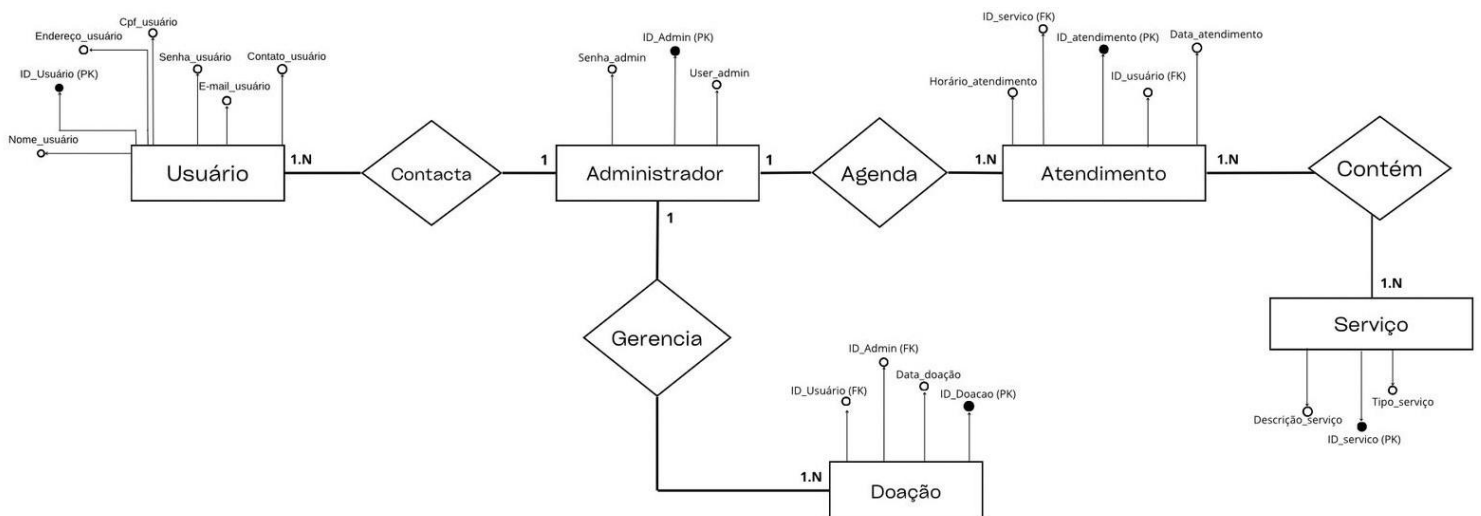 Cpf_usuário
Endereço_usuário
Senha_usuário
Contato_usuário
ID_Usuário (PK)
E-mail_usuário
Nome_usuário
Usuário
1.N
Contacta
1
Senha_admin
ID_Admin (PK)
User_admin
Administrador
1
1
Agenda
1.N
ID_servico (FK)
ID_atendimento (PK)
Data_atendimento
Horário_atendimento
ID_usuário (FK)
Atendimento
1.N
Contém
1.N
Serviço
Tipo_serviço
Descrição_serviço
ID_servico (PK)
Gerencia
1.N
ID_Admin (FK)
Data_doação
ID_Usuário (FK)
ID_Doacao (PK)
Doação